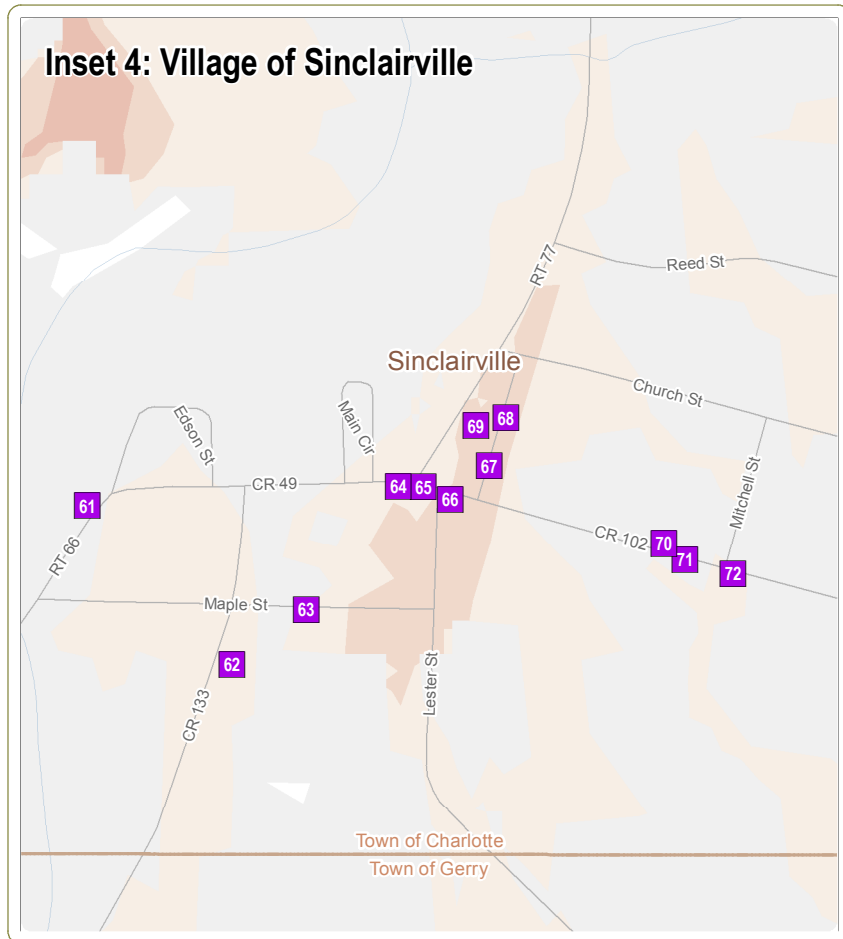 Inset 4: Village of Sinclairville
RT 77
Reed St
Sinclairville
Church St
Main Cir
Edson St
69
68
67
CR 49
64
65
66
61
Mitchell St
RT 66
CR 102
70
71
72
Maple St
63
62
Lester St
CR 133
Town of Charlotte
Town of Gerry